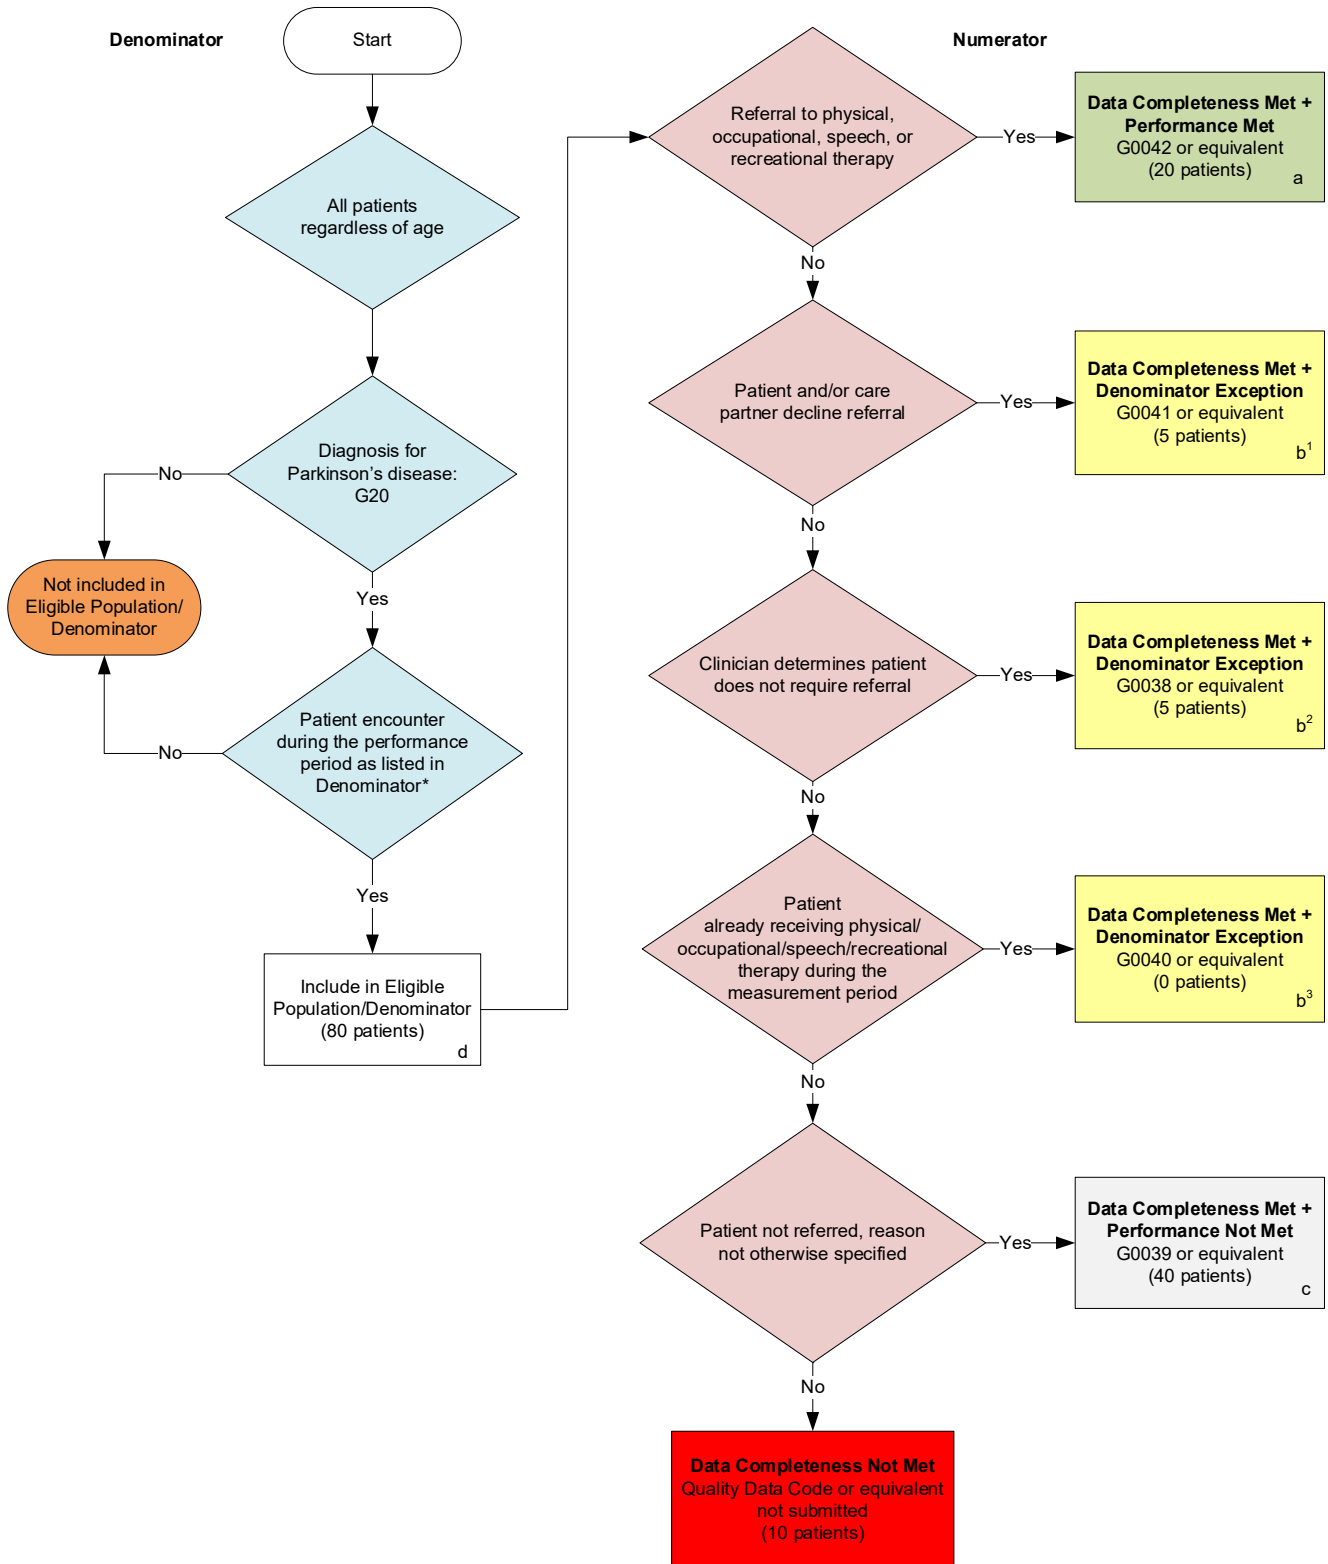 Denominator
Start
All patients
regardless of age
Diagnosis for
Parkinson's disease:
G20
No
Not included in
Eligible Population/
Denominator
Yes
Patient encounter
during the performance
period as listed in
Denominator*
No
Yes
Include in Eligible
Population/Denominator
(80 patients)
d
Numerator
Referral to physical,
occupational, speech, or
recreational therapy
Yes
Data Completeness Met +
Performance Met
G0042 or equivalent
(20 patients)
a
No
Patient and/or care
partner decline referral
Yes
Data Completeness Met +
Denominator Exception
G0041 or equivalent
(5 patients)
b1
No
Clinician determines patient
does not require referral
Yes
Data Completeness Met +
Denominator Exception
G0038 or equivalent
(5 patients)
b2
No
Patient
already receiving physical/
occupational/speech/recreational
therapy during the
measurement period
Yes
Data Completeness Met +
Denominator Exception
G0040 or equivalent
(0 patients)
b3
No
Patient not referred, reason
not otherwise specified
Yes
Data Completeness Met +
Performance Not Met
G0039 or equivalent
(40 patients)
c
No
Data Completeness Not Met
Quality Data Code or equivalent
not submitted
(10 patients)